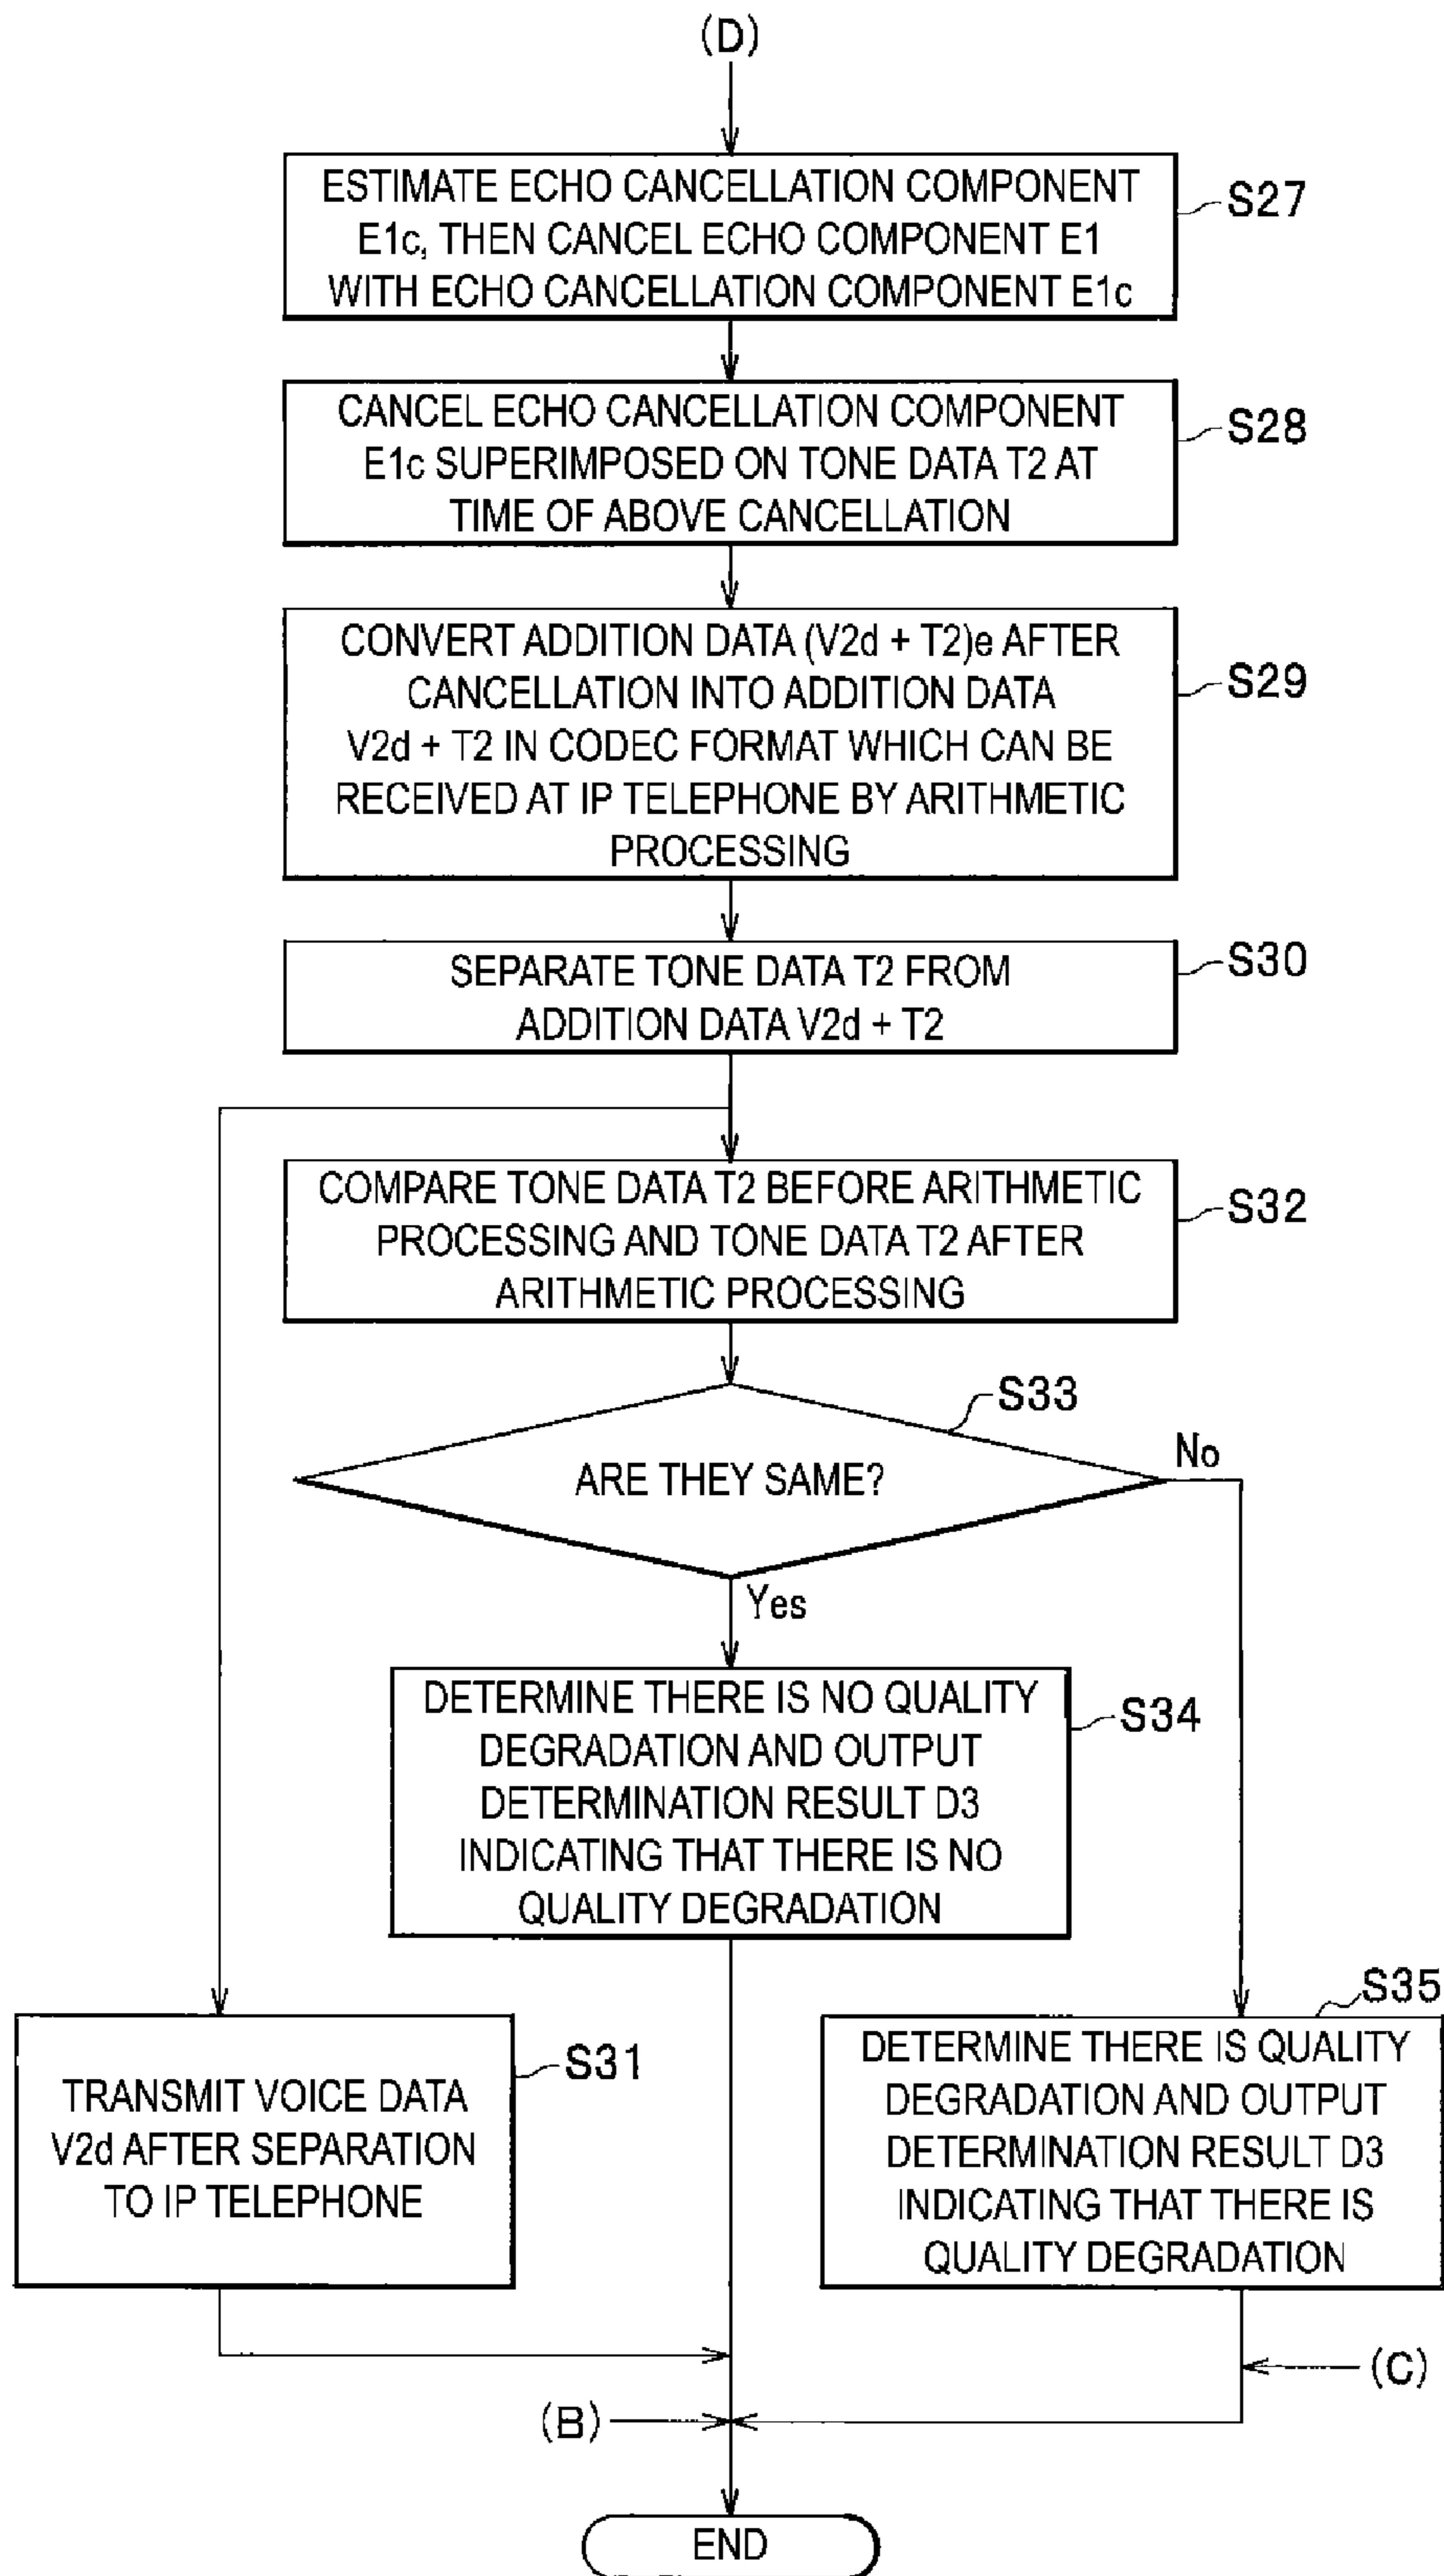 (D)
ESTIMATE ECHO CANCELLATION COMPONENT
E1c, THEN CANCEL ECHO COMPONENT E1
WITH ECHO CANCELLATION COMPONENT E1c
S27
CANCEL ECHO CANCELLATION COMPONENT
E1c SUPERIMPOSED ON TONE DATA T2 AT
TIME OF ABOVE CANCELLATION
S28
CONVERT ADDITION DATA (V2d + T2)e AFTER
CANCELLATION INTO ADDITION DATA
V2d + T2 IN CODEC FORMAT WHICH CAN BE
RECEIVED AT IP TELEPHONE BY ARITHMETIC
PROCESSING
S29
SEPARATE TONE DATA T2 FROM
ADDITION DATA V2d + T2
S30
COMPARE TONE DATA T2 BEFORE ARITHMETIC
PROCESSING AND TONE DATA T2 AFTER
ARITHMETIC PROCESSING
S32
S33
ARE THEY SAME?
No
Yes
DETERMINE THERE IS NO QUALITY
DEGRADATION AND OUTPUT
DETERMINATION RESULT D3
INDICATING THAT THERE IS NO
QUALITY DEGRADATION
S34
TRANSMIT VOICE DATA
V2d AFTER SEPARATION
TO IP TELEPHONE
S31
S35
DETERMINE THERE IS QUALITY
DEGRADATION AND OUTPUT
DETERMINATION RESULT D3
INDICATING THAT THERE IS
QUALITY DEGRADATION
(C)
(B)
END